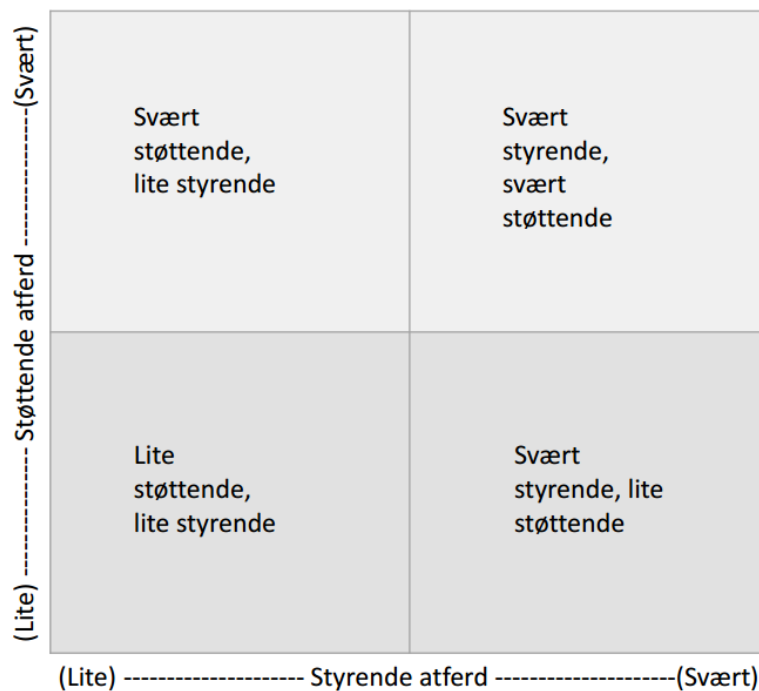 Svært
støttende,
lite styrende
Svært
styrende,
svært
støttende
Lite
støttende,
lite styrende
Svært
styrende, lite
støttende
(Lite) --------------- Støttende atferd ---------------(Svært)
(Lite) --------------------- Styrende atferd ---------------------(Svært)